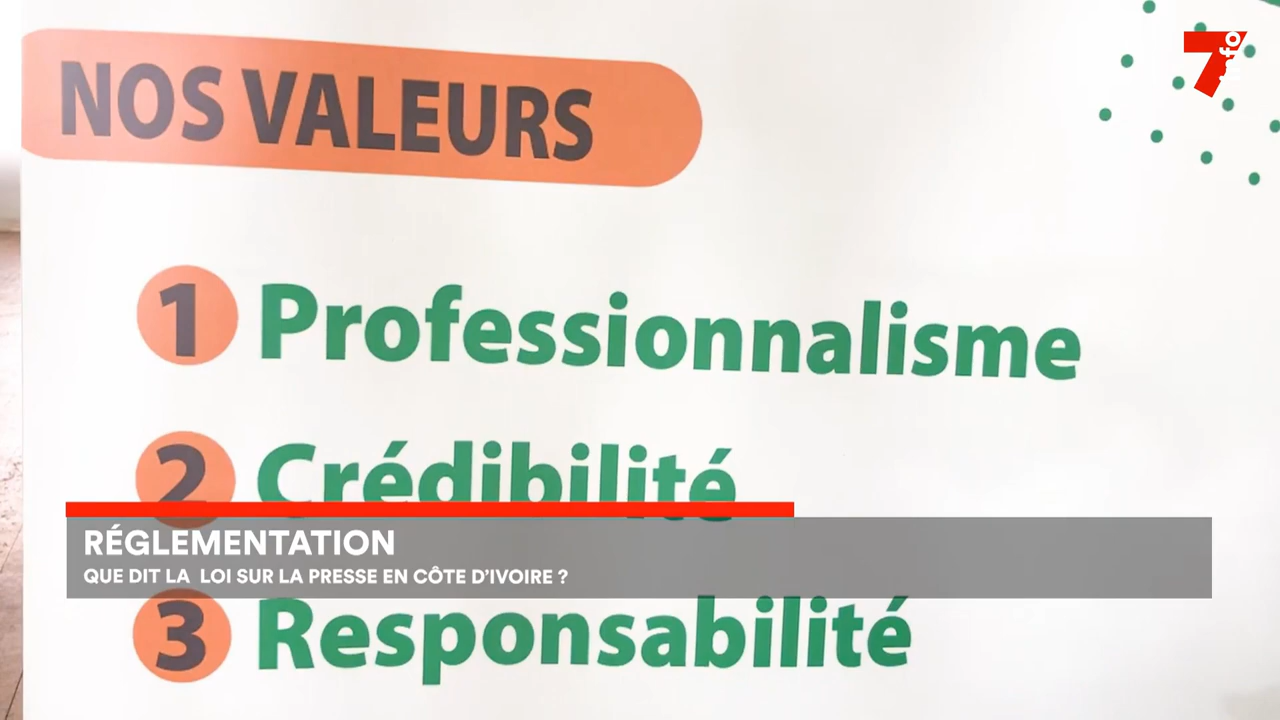 7info
NOS VALEURS
1 Professionnalisme
2 Crédibilité
RÉGLEMENTATION
QUE DIT LA LOI SUR LA PRESSE EN CÔTE D'IVOIRE ?
3 Responsabilité